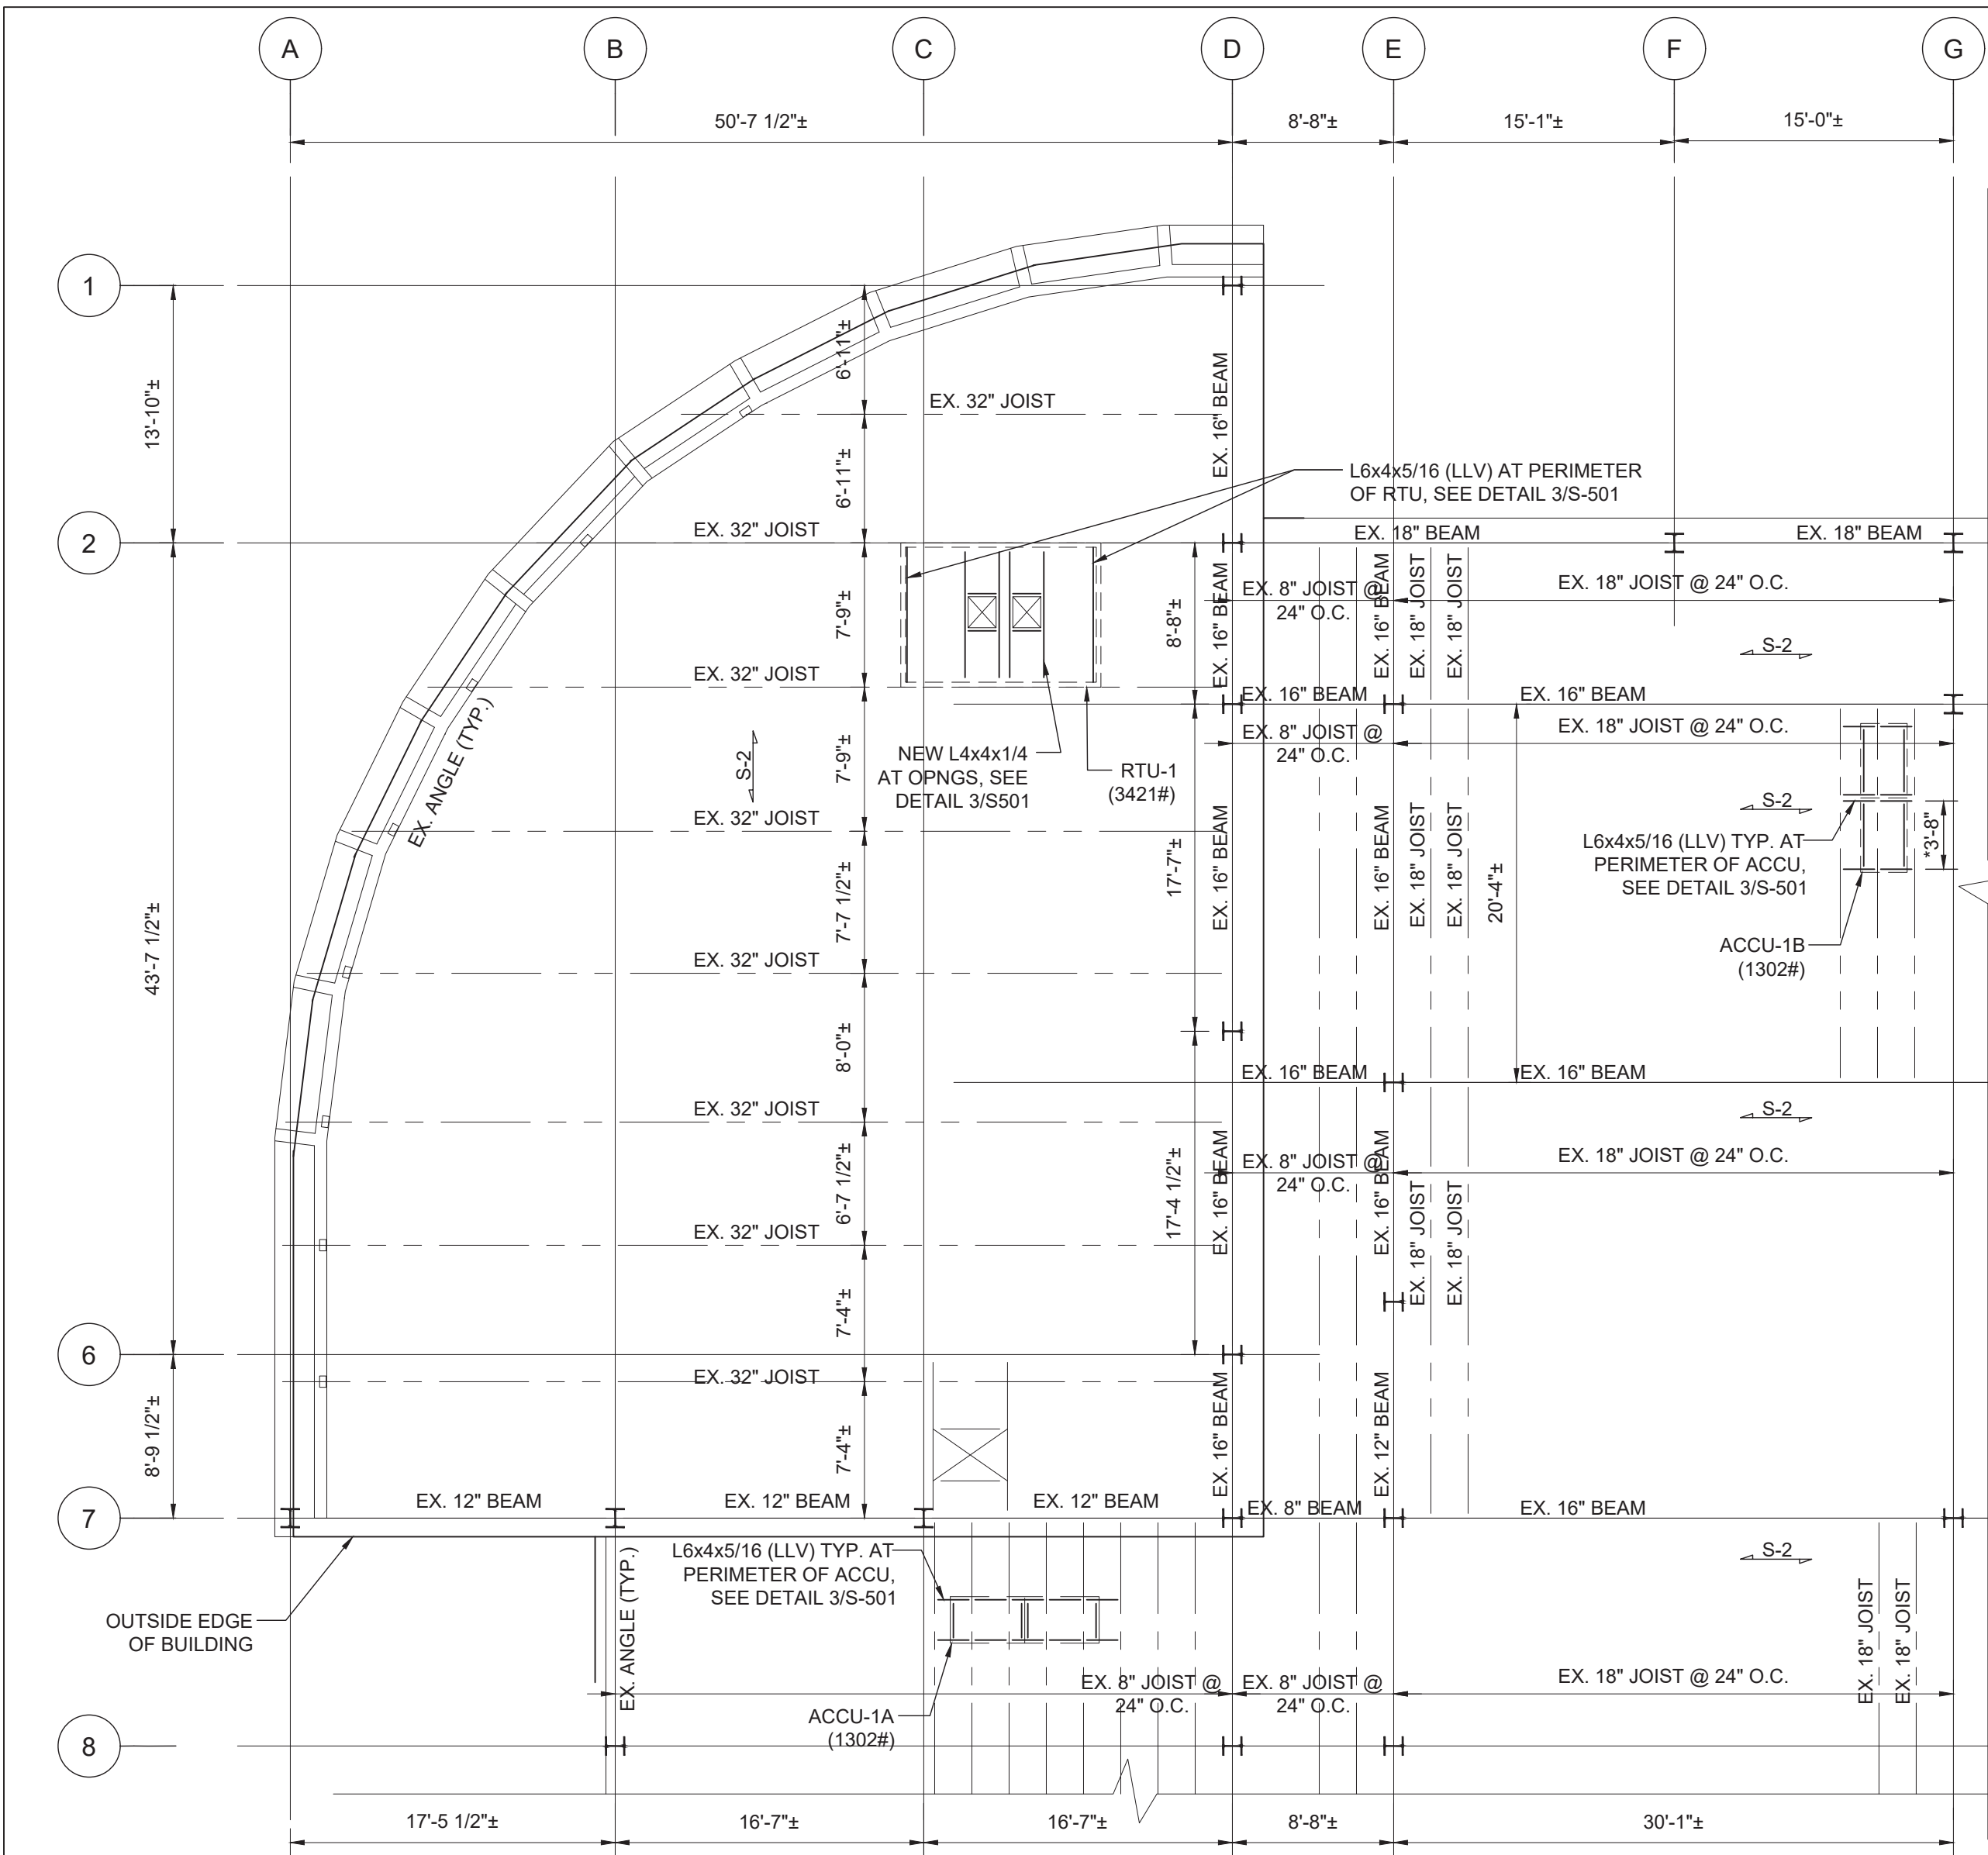 A
B
C
D
E
F
G
50'-7 1/2"±
8'-8"±
15'-1"±
15'-0"±
1
2
6
7
8
13'-10"±
43'-7 1/2"±
8'-9 1/2"±
6'-11"±
6'-11"±
7'-9"±
7'-9"±
7'-7 1/2"±
8'-0"±
6'-7 1/2"±
7'-4"±
7'-4"±
EX. 32" JOIST
EX. 32" JOIST
EX. 32" JOIST
EX. 32" JOIST
EX. 32" JOIST
EX. 32" JOIST
EX. 32" JOIST
EX. 32" JOIST
EX. ANGLE (TYP.)
S-2
L6x4x5/16 (LLV) AT PERIMETER
OF RTU, SEE DETAIL 3/S-501
NEW L4x4x1/4
AT OPNGS, SEE
DETAIL 3/S501
RTU-1
(3421#)
8'-8"±
17'-7"±
17'-4 1/2"±
EX. 16" BEAM
EX. 16" BEAM
EX. 16" BEAM
EX. 16" BEAM
EX. 16" BEAM
EX. 18" BEAM
EX. 18" BEAM
EX. 8" JOIST @
24" O.C.
EX. 16" BEAM
EX. 18" JOIST
EX. 18" JOIST
EX. 18" JOIST @ 24" O.C.
S-2
EX. 16" BEAM
EX. 16" BEAM
EX. 8" JOIST @
24" O.C.
EX. 18" JOIST @ 24" O.C.
S-2
EX. 16" BEAM
EX. 18" JOIST
EX. 18" JOIST
20'-4"±
L6x4x5/16 (LLV) TYP. AT
PERIMETER OF ACCU,
SEE DETAIL 3/S-501
*3'-8"
ACCU-1B
(1302#)
EX. 16" BEAM
EX. 16" BEAM
S-2
EX. 8" JOIST @
24" O.C.
EX. 18" JOIST @ 24" O.C.
EX. 16" BEAM
EX. 18" JOIST
EX. 18" JOIST
EX. 12" BEAM
EX. 12" BEAM
EX. 12" BEAM
EX. 12" BEAM
EX. 8" BEAM
EX. 16" BEAM
S-2
L6x4x5/16 (LLV) TYP. AT
PERIMETER OF ACCU,
SEE DETAIL 3/S-501
EX. ANGLE (TYP.)
OUTSIDE EDGE
OF BUILDING
ACCU-1A
(1302#)
EX. 8" JOIST @
24" O.C.
EX. 8" JOIST @
24" O.C.
EX. 18" JOIST @ 24" O.C.
EX. 18" JOIST
EX. 18" JOIST
17'-5 1/2"±
16'-7"±
16'-7"±
8'-8"±
30'-1"±